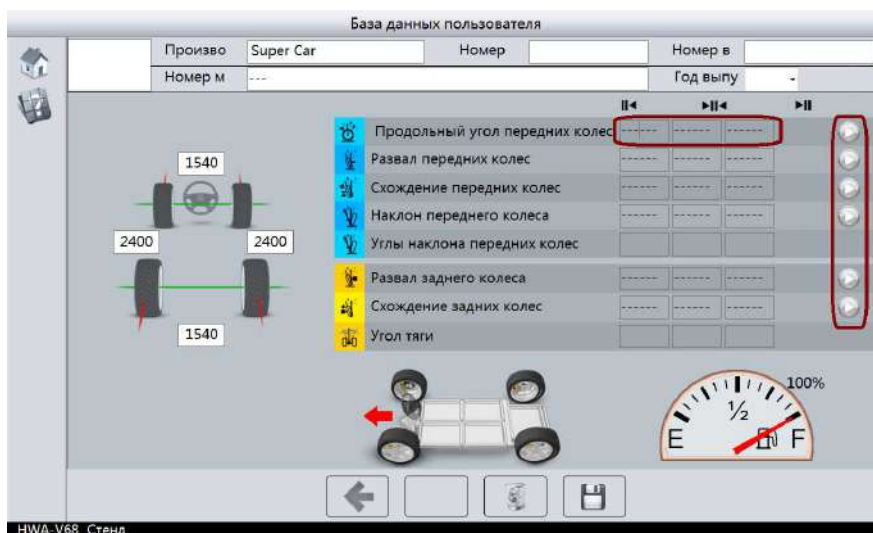 База данных пользователя
Произво Super Car Номер Номер в
Номер м --- Год выпу -
Продольный угол передних колес ------ ------ ------
1540 Развал передних колес ------ ------ ------
Схождение передних колес ------ ------ ------
Наклон переднего колеса ------ ------ ------
2400 2400 Углы наклона передних колес
Развал заднего колеса ------ ------ ------
Схождение задних колес ------ ------ ------
1540 Угол тяги
100%
1/2
E F
HWA-V68 Стенд